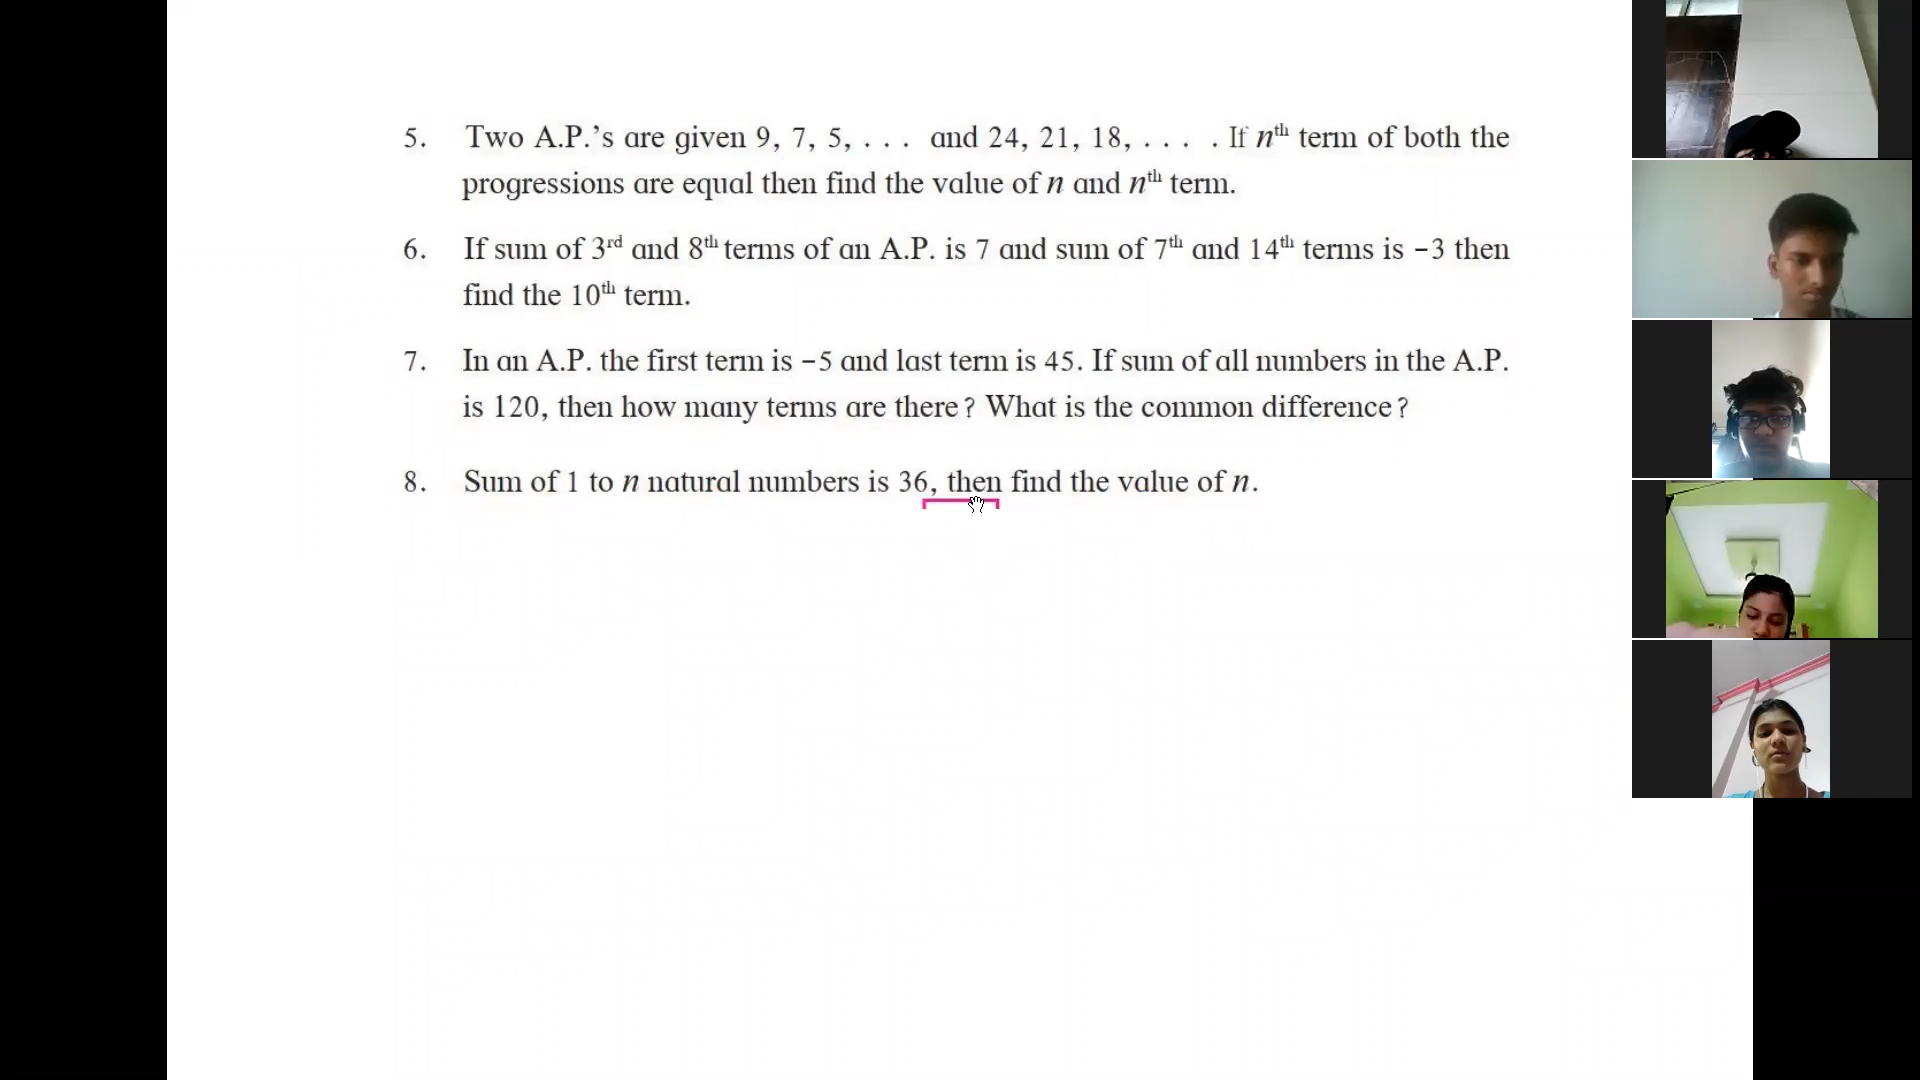 5. Two A.P.'s are given 9, 7, 5, . . . and 24, 21, 18, . . . . If nth term of both the
progressions are equal then find the value of n and nth term.
6. If sum of 3rd and 8th terms of an A.P. is 7 and sum of 7th and 14th terms is −3 then
find the 10th term.
7. In an A.P. the first term is −5 and last term is 45. If sum of all numbers in the A.P.
is 120, then how many terms are there? What is the common difference?
8. Sum of 1 to n natural numbers is 36, then find the value of n.